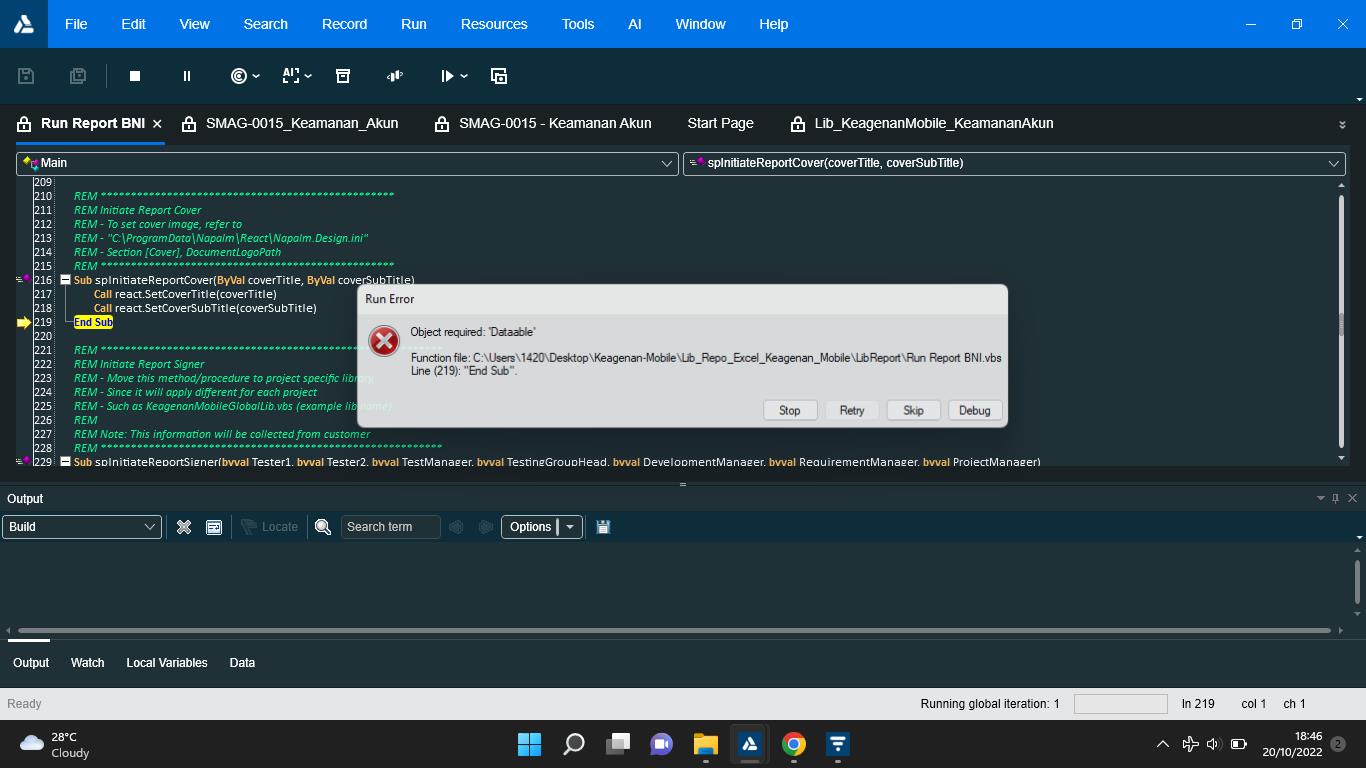 File Edit View Search Record Run Resources Tools AI Window Help
AI
Run Report BNI SMAG-0015_Keamanan_Akun SMAG-0015 - Keamanan Akun Start Page Lib_KeagenanMobile_KeamananAkun
Main spInitiateReportCover(coverTitle, coverSubTitle)
209
210 REM *************************************************
211 REM Initiate Report Cover
212 REM - To set cover image, refer to
213 REM - "C:\ProgramData\Napalm\React\Napalm.Design.ini"
214 REM - Section [Cover], DocumentLogoPath
215 REM *************************************************
216 Sub spInitiateReportCover(ByVal coverTitle, ByVal coverSubTitle)
217 Call react.SetCoverTitle(coverTitle)
218 Call react.SetCoverSubTitle(coverSubTitle)
219 End Sub
220
221 REM *********************************************************
222 REM Initiate Report Signer
223 REM - Move this method/procedure to project specific library
224 REM - Since it will apply different for each project
225 REM - Such as KeagenanMobileGlobalLib.vbs (example lib name)
226 REM
227 REM Note: This information will be collected from customer
228 REM *********************************************************
229 Sub spInitiateReportSigner(byval Tester1, byval Tester2, byval TestManager, byval TestingGroupHead, byval DevelopmentManager, byval RequirementManager, byval ProjectManager)
Run Error
Object required: 'Dataable'
Function file: C:\Users\1420\Desktop\Keagenan-Mobile\Lib_Repo_Excel_Keagenan_Mobile\LibReport\Run Report BNI.vbs
Line (219): "End Sub".
Stop Retry Skip Debug
Output
Build Locate Search term Options
Output Watch Local Variables Data
Ready Running global iteration: 1 ln 219 col 1 ch 1
28°C
Cloudy
18:46
20/10/2022 2